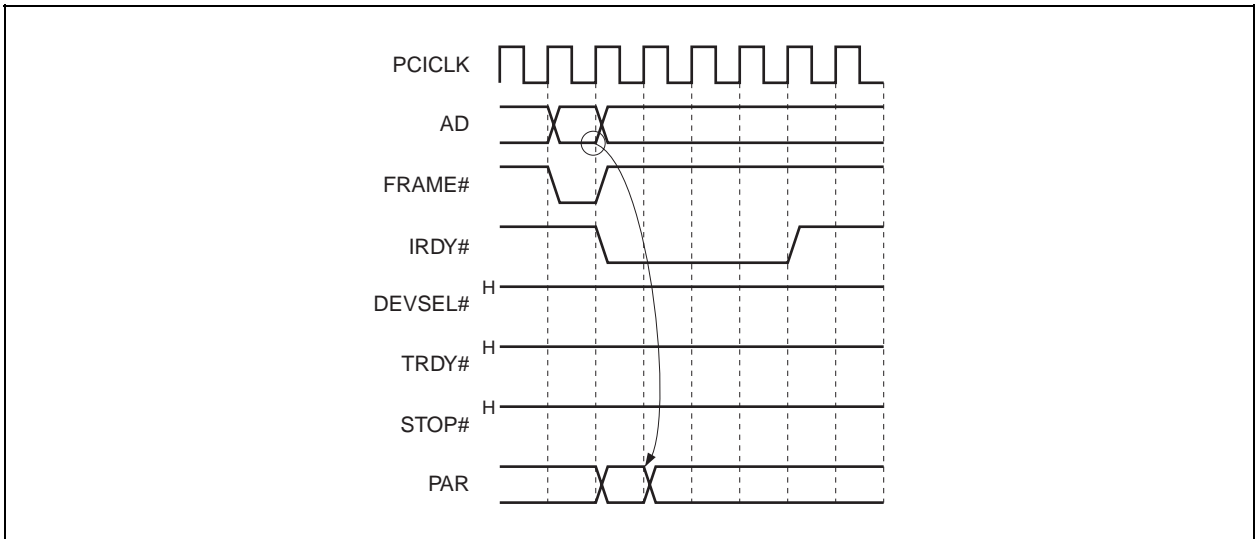 PCICLK
AD
FRAME#
IRDY#
H
DEVSEL#
H
TRDY#
H
STOP#
PAR